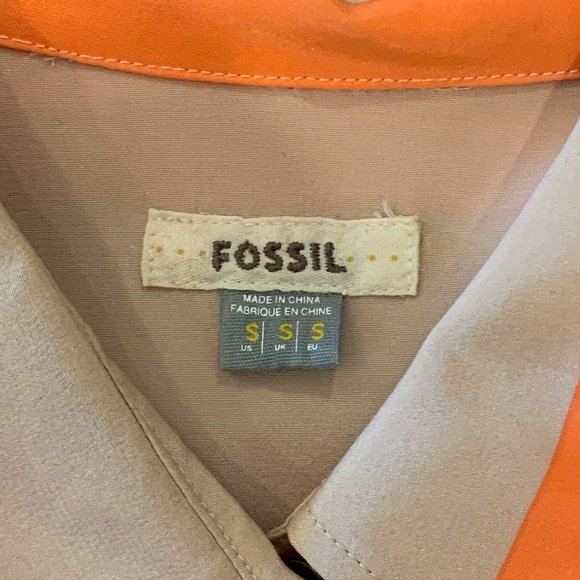 FOSSIL
MADE IN CHINA
FABRIQUE EN CHINE
S S S
US UK EU